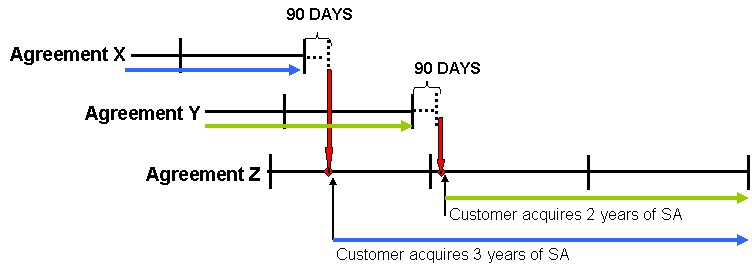 90 DAYS
Agreement X
90 DAYS
Agreement Y
Agreement Z
Customer acquires 2 years of SA
Customer acquires 3 years of SA